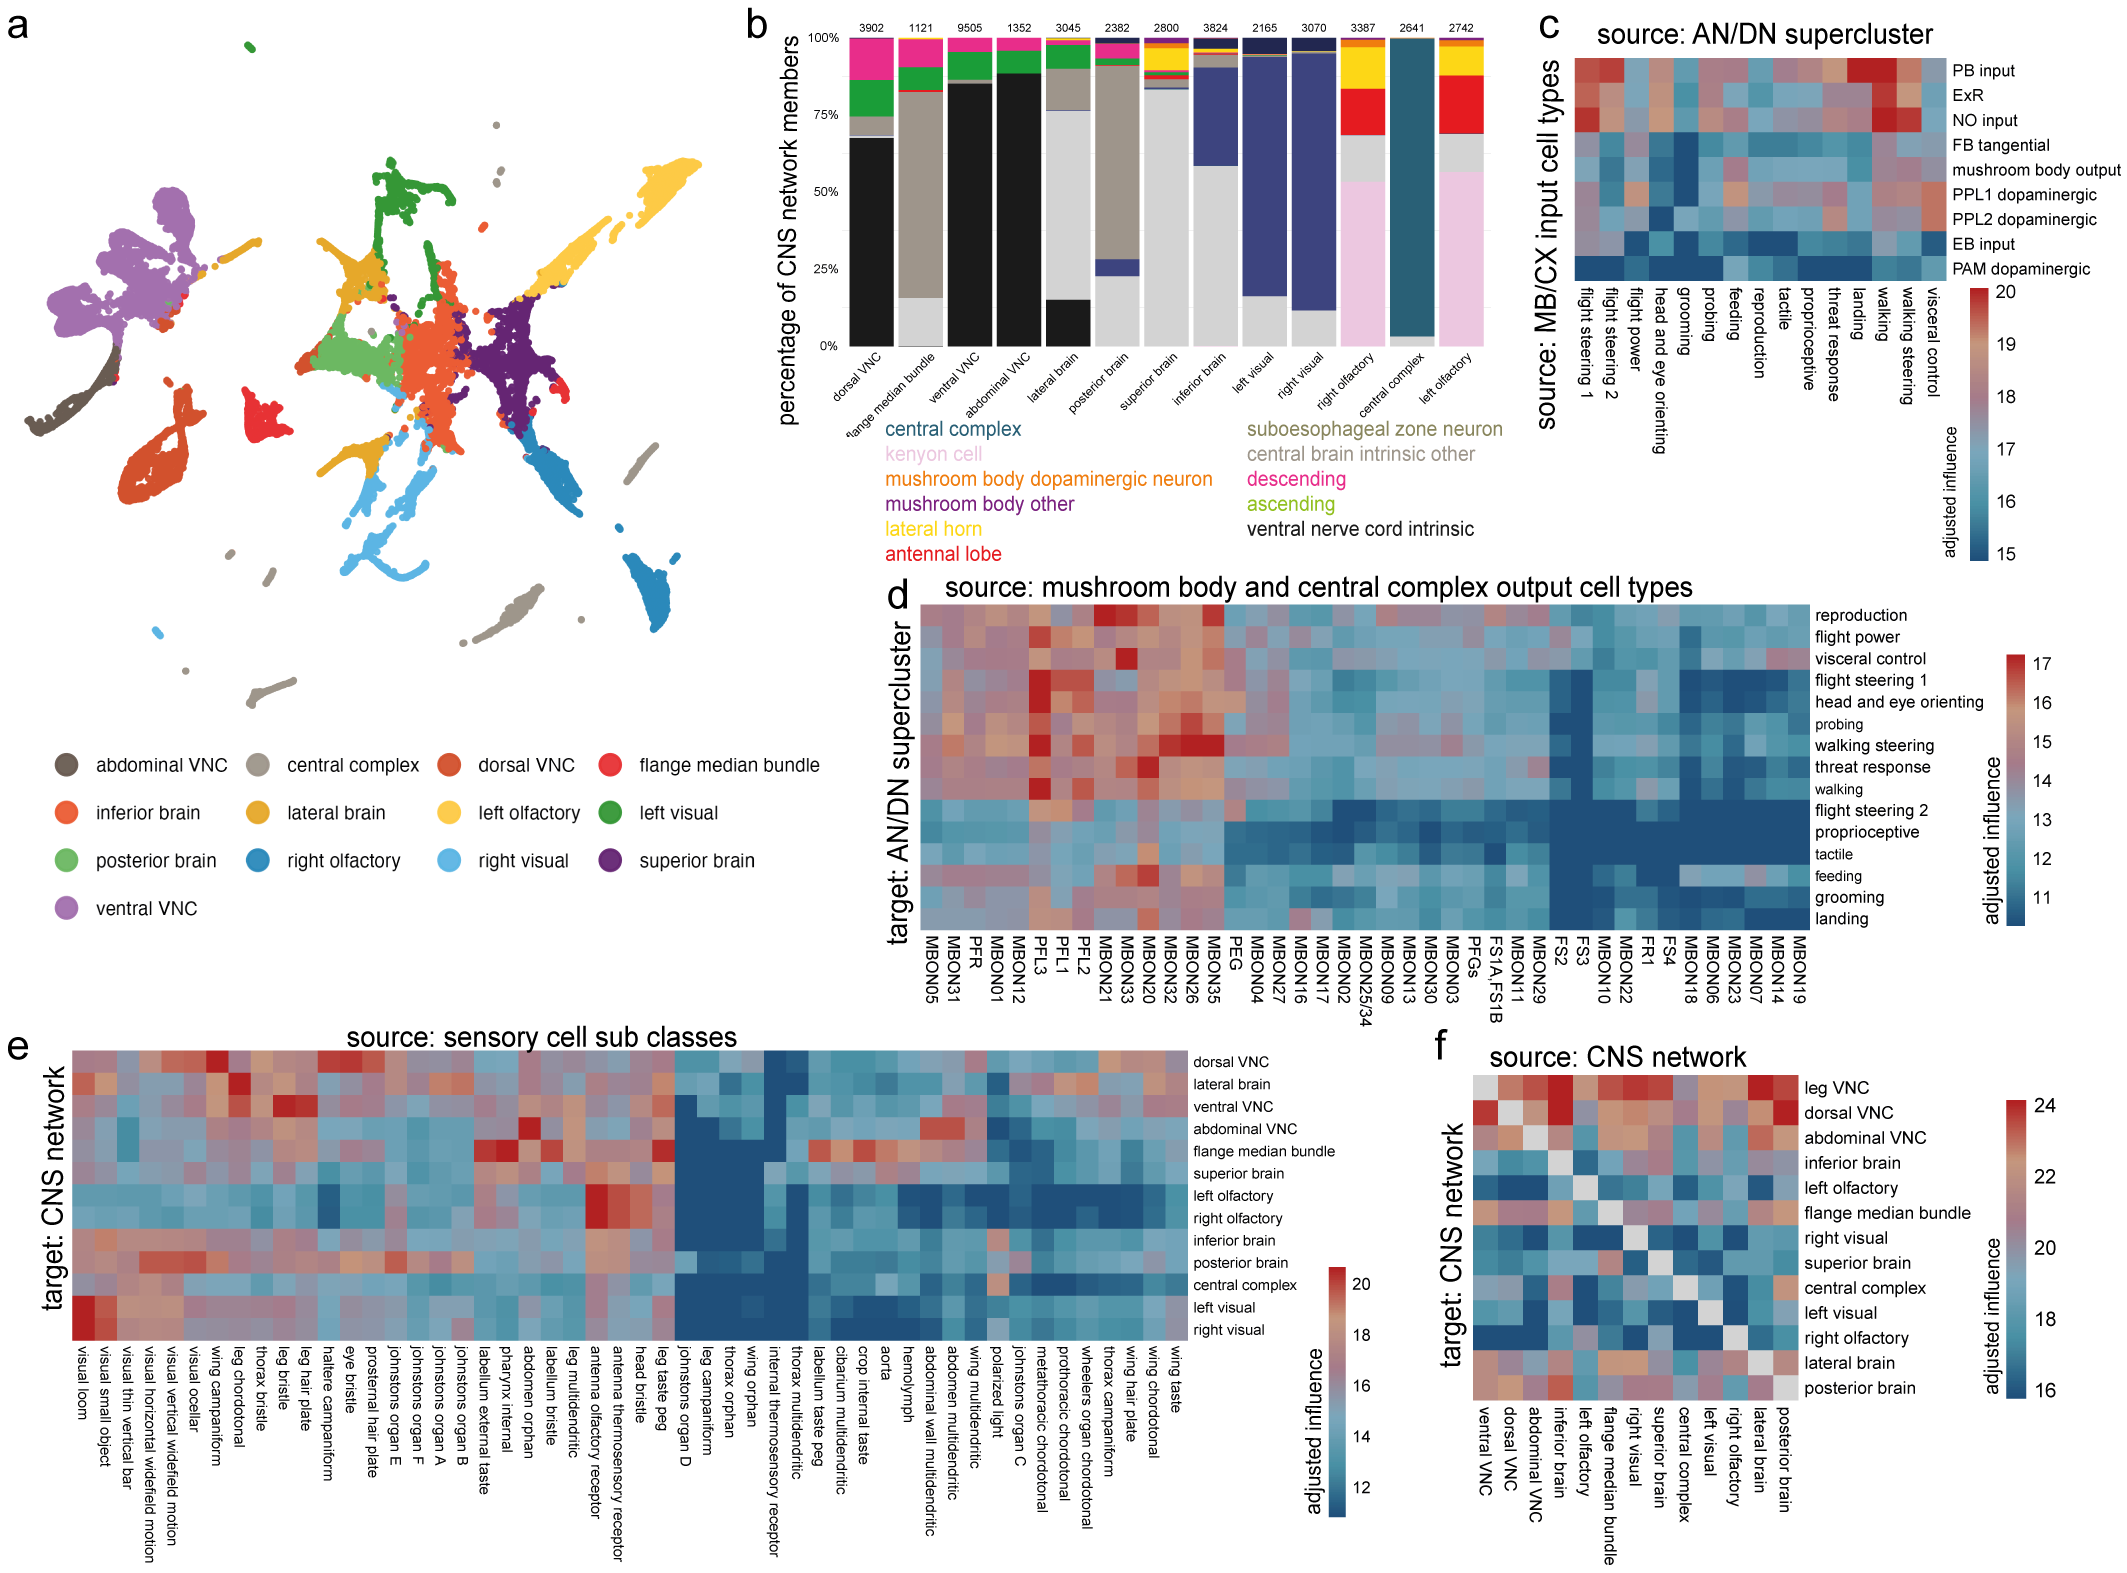 a
abdominal VNC
central complex
dorsal VNC
flange median bundle
inferior brain
lateral brain
left olfactory
left visual
posterior brain
right olfactory
right visual
superior brain
ventral VNC
b
percentage of CNS network members
3902 1121 9505 1352 3045 2382 2800 3824 2165 3070 3387 2641 2742
100%
75%
50%
25%
0%
dorsal VNC
flange median bundle
ventral VNC
abdominal VNC
lateral brain
posterior brain
superior brain
inferior brain
left visual
right visual
right olfactory
central complex
left olfactory
central complex
kenyon cell
mushroom body dopaminergic neuron
mushroom body other
lateral horn
antennal lobe
suboesophageal zone neuron
central brain intrinsic other
descending
ascending
ventral nerve cord intrinsic
c
source: AN/DN supercluster
source: MB/CX input cell types
PB input
ExR
NO input
FB tangential
mushroom body output
PPL1 dopaminergic
PPL2 dopaminergic
EB input
PAM dopaminergic
flight steering 1
flight steering 2
flight power
head and eye orienting
grooming
probing
feeding
reproduction
tactile
proprioceptive
threat response
landing
walking
walking steering
visceral control
adjusted influence
20
19
18
17
16
15
d
source: mushroom body and central complex output cell types
target: AN/DN supercluster
reproduction
flight power
visceral control
flight steering 1
head and eye orienting
probing
walking steering
threat response
walking
flight steering 2
proprioceptive
tactile
feeding
grooming
landing
MBON05
MBON31
PFR
MBON01
MBON12
PFL3
PFL1
PFL2
MBON21
MBON33
MBON20
MBON32
MBON26
MBON35
PEG
MBON04
MBON27
MBON16
MBON17
MBON02
MBON25/34
MBON09
MBON13
MBON30
MBON03
PFGs
FS1A,FS1B
MBON11
MBON29
FS2
FS3
MBON10
MBON22
FR1
FS4
MBON18
MBON06
MBON23
MBON07
MBON14
MBON19
adjusted influence
17
16
15
14
13
12
11
e
source: sensory cell sub classes
target: CNS network
dorsal VNC
lateral brain
ventral VNC
abdominal VNC
flange median bundle
superior brain
left olfactory
right olfactory
inferior brain
posterior brain
central complex
left visual
right visual
visual loom
visual small object
visual thin vertical bar
visual horizontal widefield motion
visual vertical widefield motion
visual ocellar
wing campaniform
leg chordotonal
thorax bristle
leg bristle
leg hair plate
haltere campaniform
eye bristle
prosternal hair plate
johnstons organ E
johnstons organ F
johnstons organ A
johnstons organ B
labellum external taste
pharynx internal
abdomen orphan
labellum bristle
leg multidendritic
antenna olfactory receptor
antenna thermosensory receptor
head bristle
leg taste peg
johnstons organ D
leg campaniform
thorax orphan
wing orphan
internal thermosensory receptor
thorax multidendritic
labellum taste peg
cibarium multidendritic
crop internal taste
aorta
hemolymph
abdominal wall multidendritic
abdomen multidendritic
wing multidendritic
polarized light
johnstons organ C
metathoracic chordotonal
prothoracic chordotonal
wheelers organ chordotonal
thorax campaniform
wing hair plate
wing chordotonal
wing taste
adjusted influence
20
18
16
14
12
f
source: CNS network
target: CNS network
leg VNC
dorsal VNC
abdominal VNC
inferior brain
left olfactory
flange median bundle
right visual
superior brain
central complex
left visual
right olfactory
lateral brain
posterior brain
ventral VNC
dorsal VNC
abdominal VNC
inferior brain
left olfactory
flange median bundle
right visual
superior brain
central complex
left visual
right olfactory
lateral brain
posterior brain
adjusted influence
24
22
20
18
16